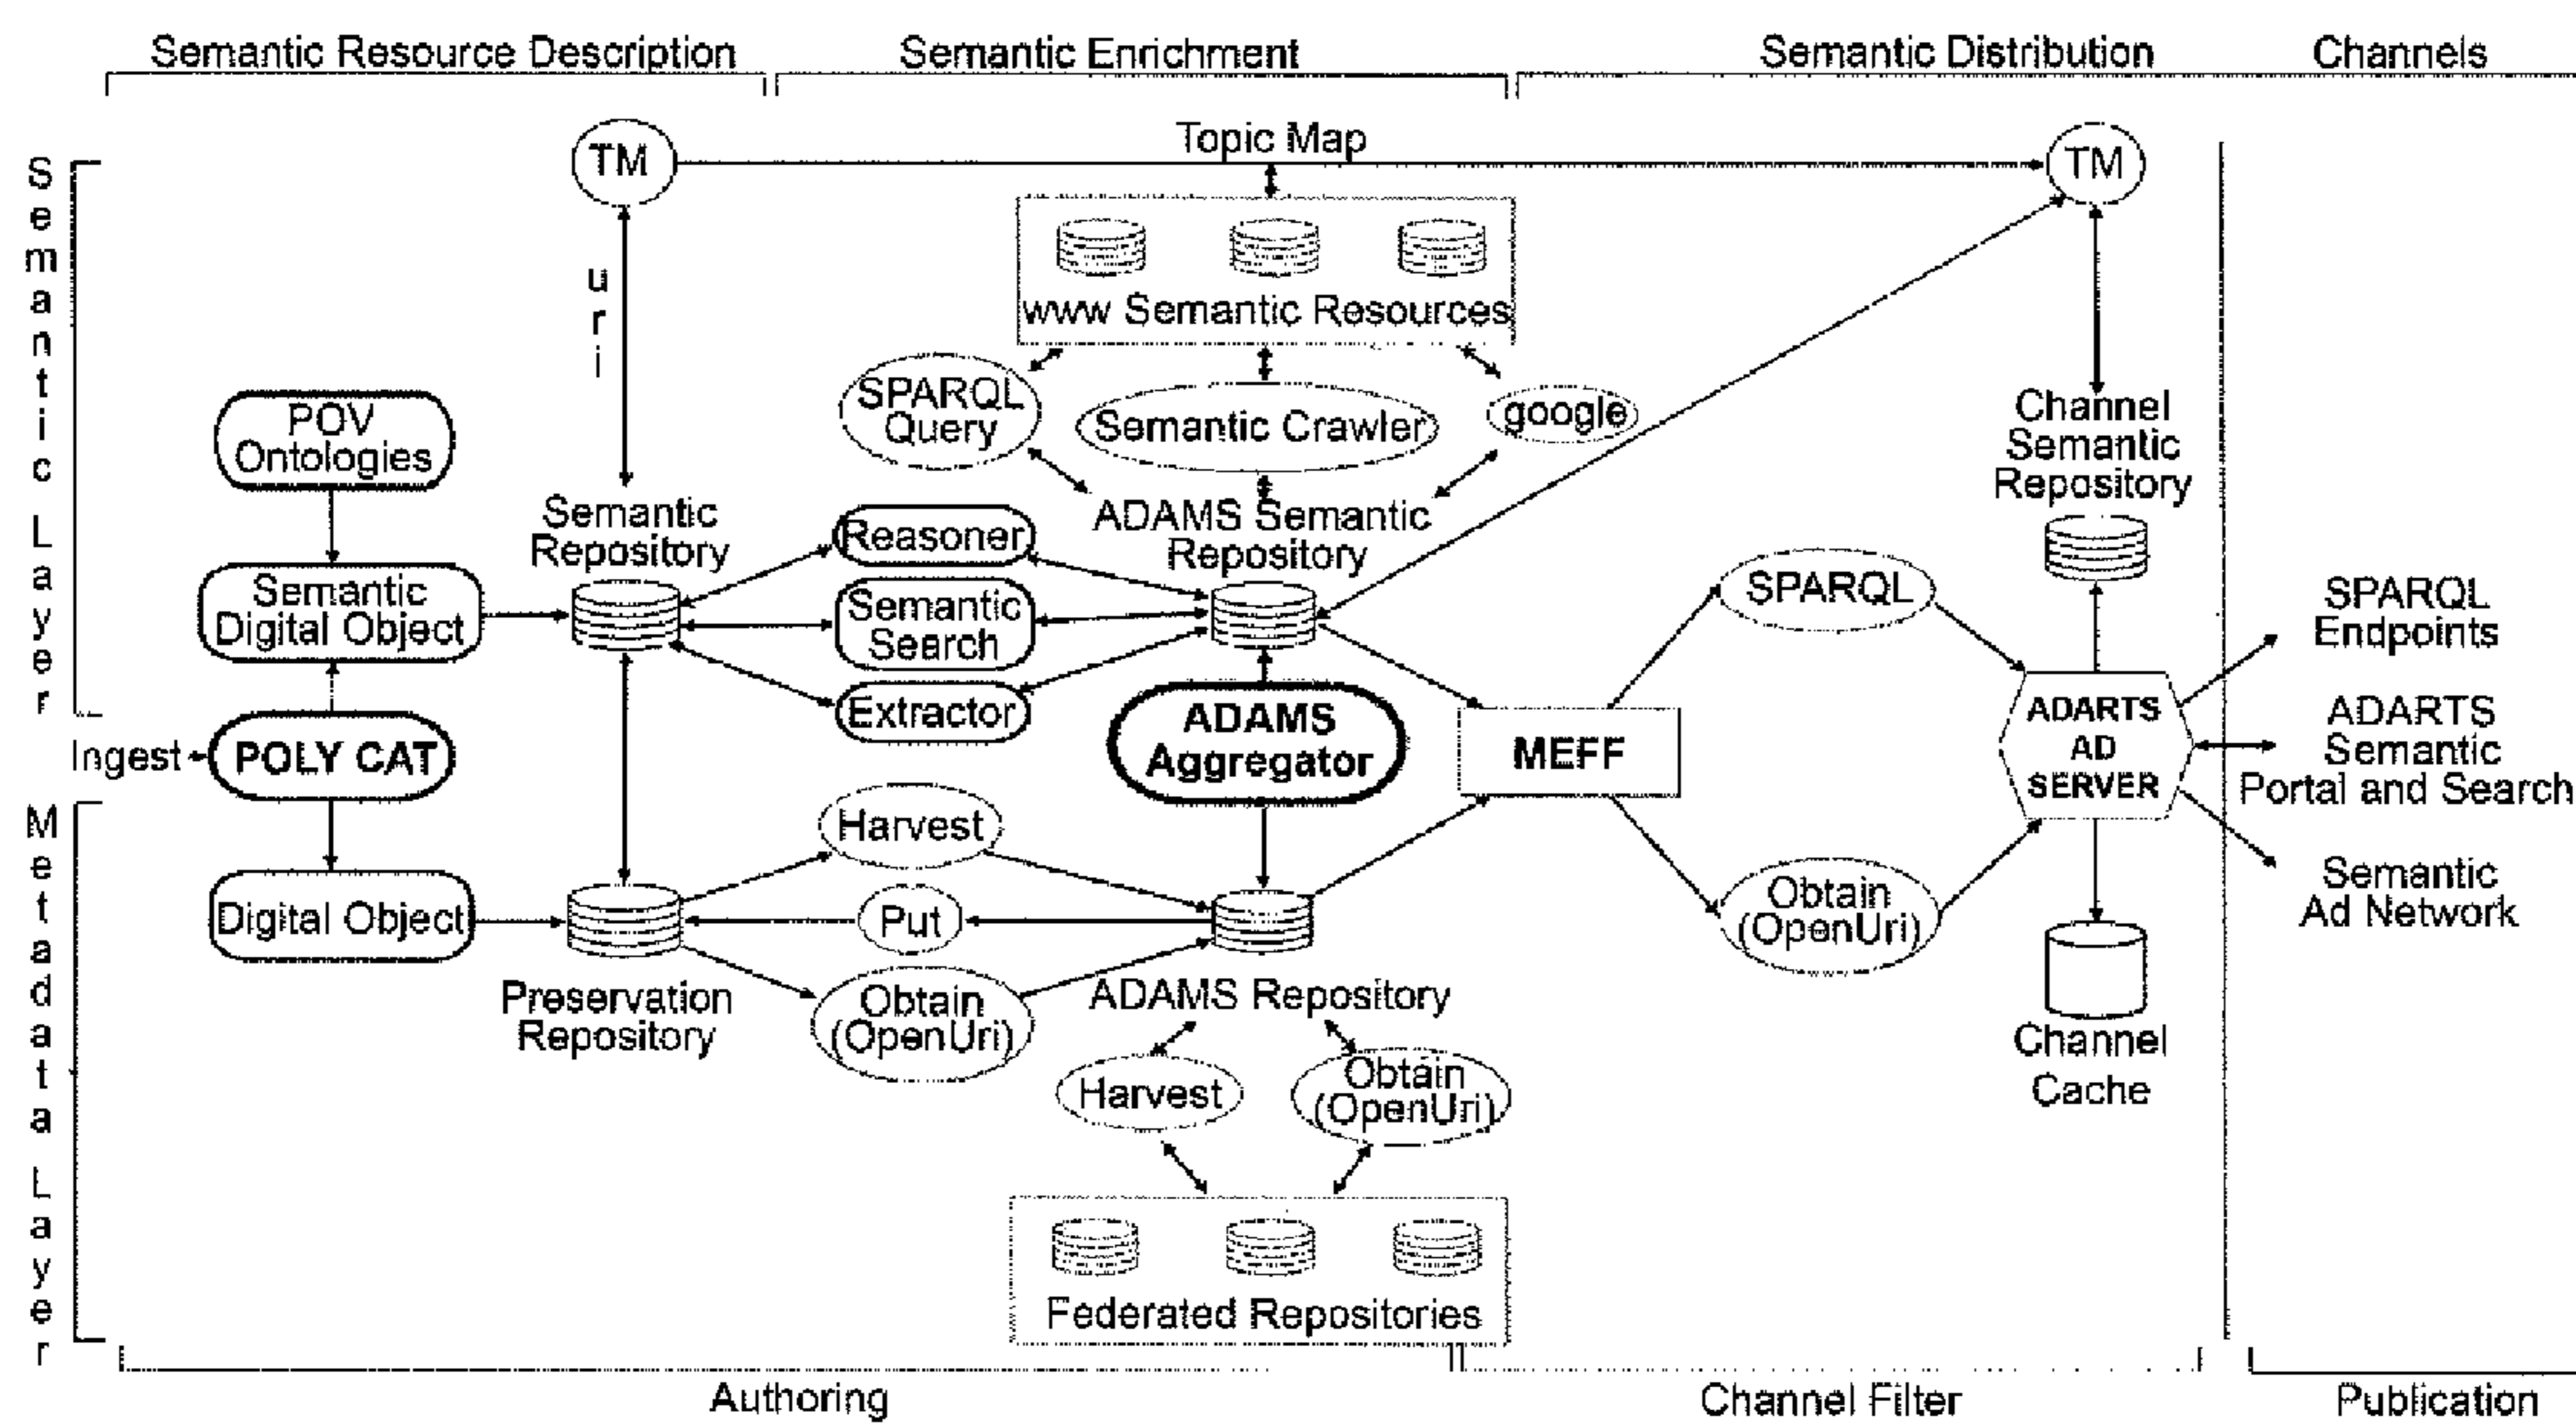 Semantic Resource Description
Semantic Enrichment
Semantic Distribution
Channels
Semantic Layer
TM
Topic Map
TM
uri
www Semantic Resources
SPARQL
Query
Semantic Crawler
google
POV
Ontologies
Channel
Semantic
Repository
Semantic
Repository
Reasoner
ADAMS Semantic
Repository
Semantic
Digital Object
Semantic
Search
SPARQL
SPARQL
Endpoints
Extractor
ADAMS
Aggregator
MEFF
ADARTS
AD
SERVER
ADARTS
Semantic
Portal and Search
Ingest
POLY CAT
Metadata Layer
Harvest
Digital Object
Put
Obtain
(OpenUri)
Semantic
Ad Network
Preservation
Repository
Obtain
(OpenUri)
ADAMS Repository
Channel
Cache
Harvest
Obtain
(OpenUri)
Federated Repositories
Authoring
Channel Filter
Publication